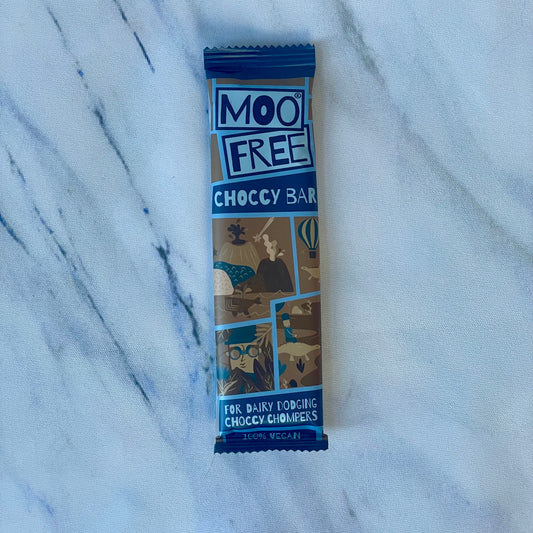 MOO®
FREE
CHOCCY BAR
FOR DAIRY DODGING
CHOCCY CHOMPERS
100% VEGAN